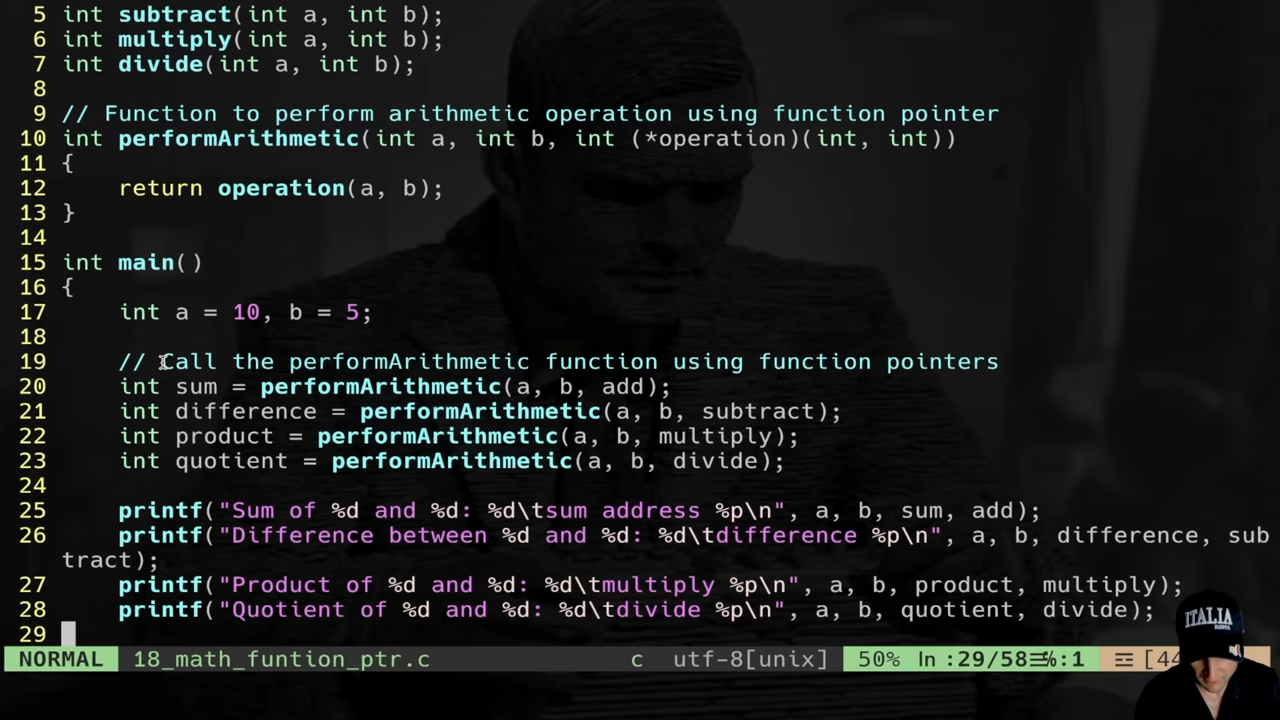 5 int subtract(int a, int b);
6 int multiply(int a, int b);
7 int divide(int a, int b);
8
9 // Function to perform arithmetic operation using function pointer
10 int performArithmetic(int a, int b, int (*operation)(int, int))
11 {
12     return operation(a, b);
13 }
14
15 int main()
16 {
17     int a = 10, b = 5;
18
19     // Call the performArithmetic function using function pointers
20     int sum = performArithmetic(a, b, add);
21     int difference = performArithmetic(a, b, subtract);
22     int product = performArithmetic(a, b, multiply);
23     int quotient = performArithmetic(a, b, divide);
24
25     printf("Sum of %d and %d: %d\tsum address %p\n", a, b, sum, add);
26     printf("Difference between %d and %d: %d\tdifference %p\n", a, b, difference, sub
tract);
27     printf("Product of %d and %d: %d\tmultiply %p\n", a, b, product, multiply);
28     printf("Quotient of %d and %d: %d\tdivide %p\n", a, b, quotient, divide);
29
NORMAL 18_math_funtion_ptr.c c utf-8[unix] 50% ln :29/58 ℅:1 [44
ITALIA
ROMA